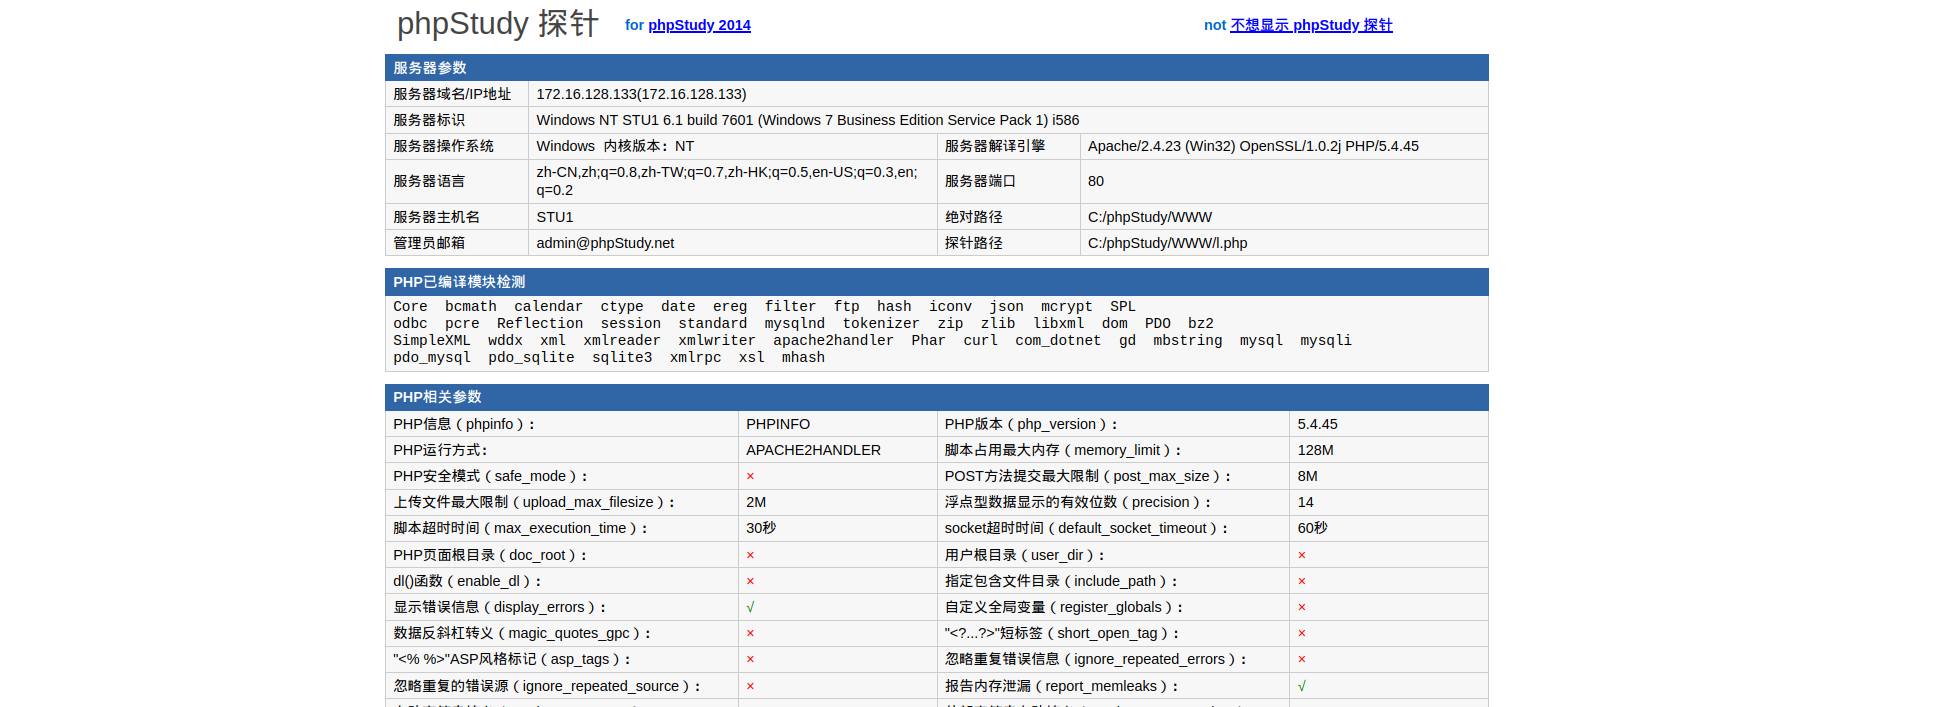 phpStudy 探针 for phpStudy 2014 not 不想显示 phpStudy 探针
服务器参数
服务器域名/IP地址 172.16.128.133(172.16.128.133)
服务器标识 Windows NT STU1 6.1 build 7601 (Windows 7 Business Edition Service Pack 1) i586
服务器操作系统 Windows 内核版本：NT 服务器解译引擎 Apache/2.4.23 (Win32) OpenSSL/1.0.2j PHP/5.4.45
服务器语言 zh-CN,zh;q=0.8,zh-TW;q=0.7,zh-HK;q=0.5,en-US;q=0.3,en;
q=0.2 服务器端口 80
服务器主机名 STU1 绝对路径 C:/phpStudy/WWW
管理员邮箱 admin@phpStudy.net 探针路径 C:/phpStudy/WWW/l.php
PHP已编译模块检测
Core bcmath calendar ctype date ereg filter ftp hash iconv json mcrypt SPL
odbc pcre Reflection session standard mysqlnd tokenizer zip zlib libxml dom PDO bz2
SimpleXML wddx xml xmlreader xmlwriter apache2handler Phar curl com_dotnet gd mbstring mysql mysqli
pdo_mysql pdo_sqlite sqlite3 xmlrpc xsl mhash
PHP相关参数
PHP信息（phpinfo）： PHPINFO PHP版本（php_version）： 5.4.45
PHP运行方式： APACHE2HANDLER 脚本占用最大内存（memory_limit）： 128M
PHP安全模式（safe_mode）： × POST方法提交最大限制（post_max_size）： 8M
上传文件最大限制（upload_max_filesize）： 2M 浮点型数据显示的有效位数（precision）： 14
脚本超时时间（max_execution_time）： 30秒 socket超时时间（default_socket_timeout）： 60秒
PHP页面根目录（doc_root）： × 用户根目录（user_dir）： ×
dl()函数（enable_dl）： × 指定包含文件目录（include_path）： ×
显示错误信息（display_errors）： √ 自定义全局变量（register_globals）： ×
数据反斜杠转义（magic_quotes_gpc）： × "<?...?>"短标签（short_open_tag）： ×
"<% %>"ASP风格标记（asp_tags）： × 忽略重复错误信息（ignore_repeated_errors）： ×
忽略重复的错误源（ignore_repeated_source）： × 报告内存泄漏（report_memleaks）： √